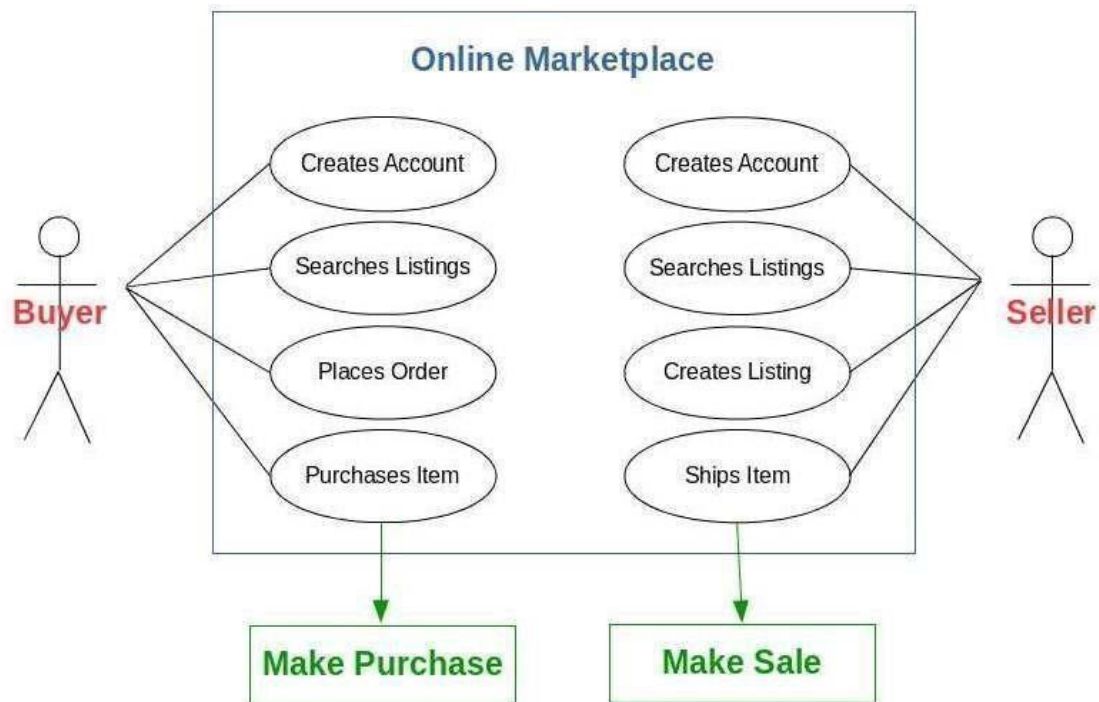 Online Marketplace
Creates Account
Creates Account
Searches Listings
Searches Listings
Buyer
Seller
Places Order
Creates Listing
Purchases Item
Ships Item
Make Purchase
Make Sale